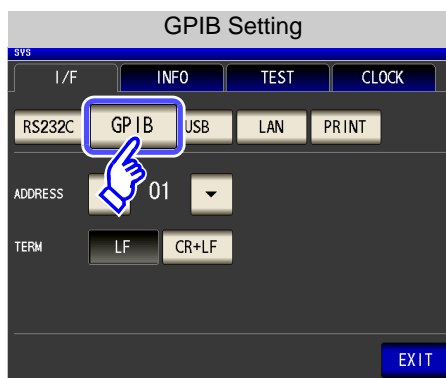 GPIB Setting
SYS
I/F INFO TEST CLOCK
RS232C GPIB USB LAN PRINT
ADDRESS 01
TERM LF CR+LF
EXIT